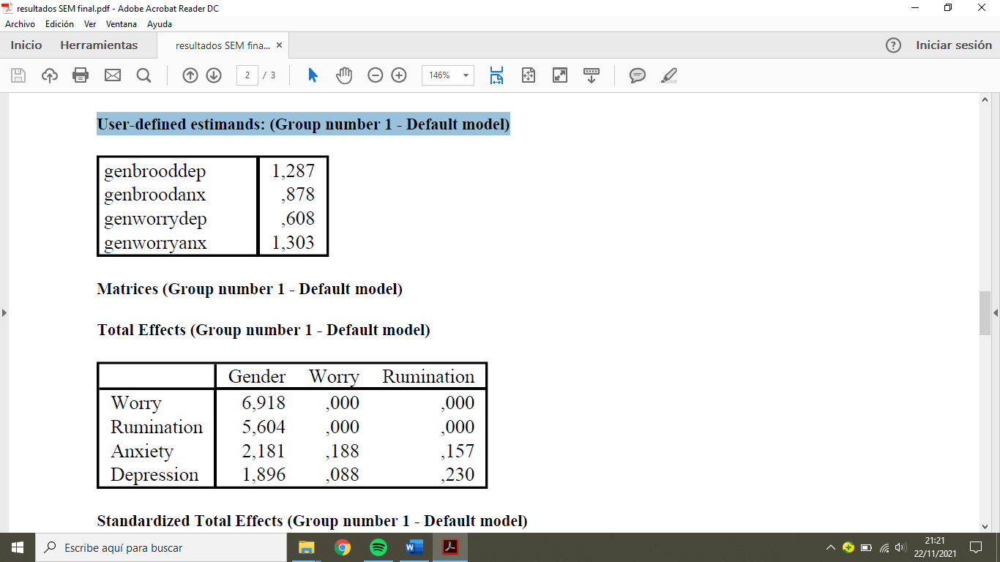 resultados SEM final.pdf - Adobe Acrobat Reader DC
Archivo Edición Ver Ventana Ayuda
Inicio Herramientas resultados SEM fina... × ? Iniciar sesión
2 / 3 146%
User-defined estimands: (Group number 1 - Default model)
genbrooddep 1,287
genbroodanx ,878
genworrydep ,608
genworryanx 1,303
Matrices (Group number 1 - Default model)
Total Effects (Group number 1 - Default model)
Gender Worry Rumination
Worry 6,918 ,000 ,000
Rumination 5,604 ,000 ,000
Anxiety 2,181 ,188 ,157
Depression 1,896 ,088 ,230
Standardized Total Effects (Group number 1 - Default model)
Escribe aquí para buscar
21:21
22/11/2021